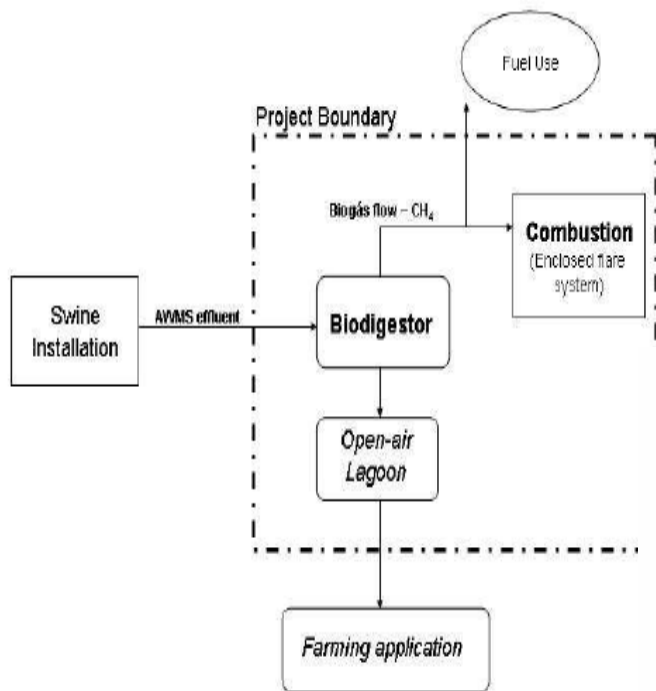 Fuel Use
Project Boundary
Biogás flow – CH₄
Combustion
(Enclosed flare
system)
Swine
Installation
AWMS effluent
Biodigestor
Open-air
Lagoon
Farming application